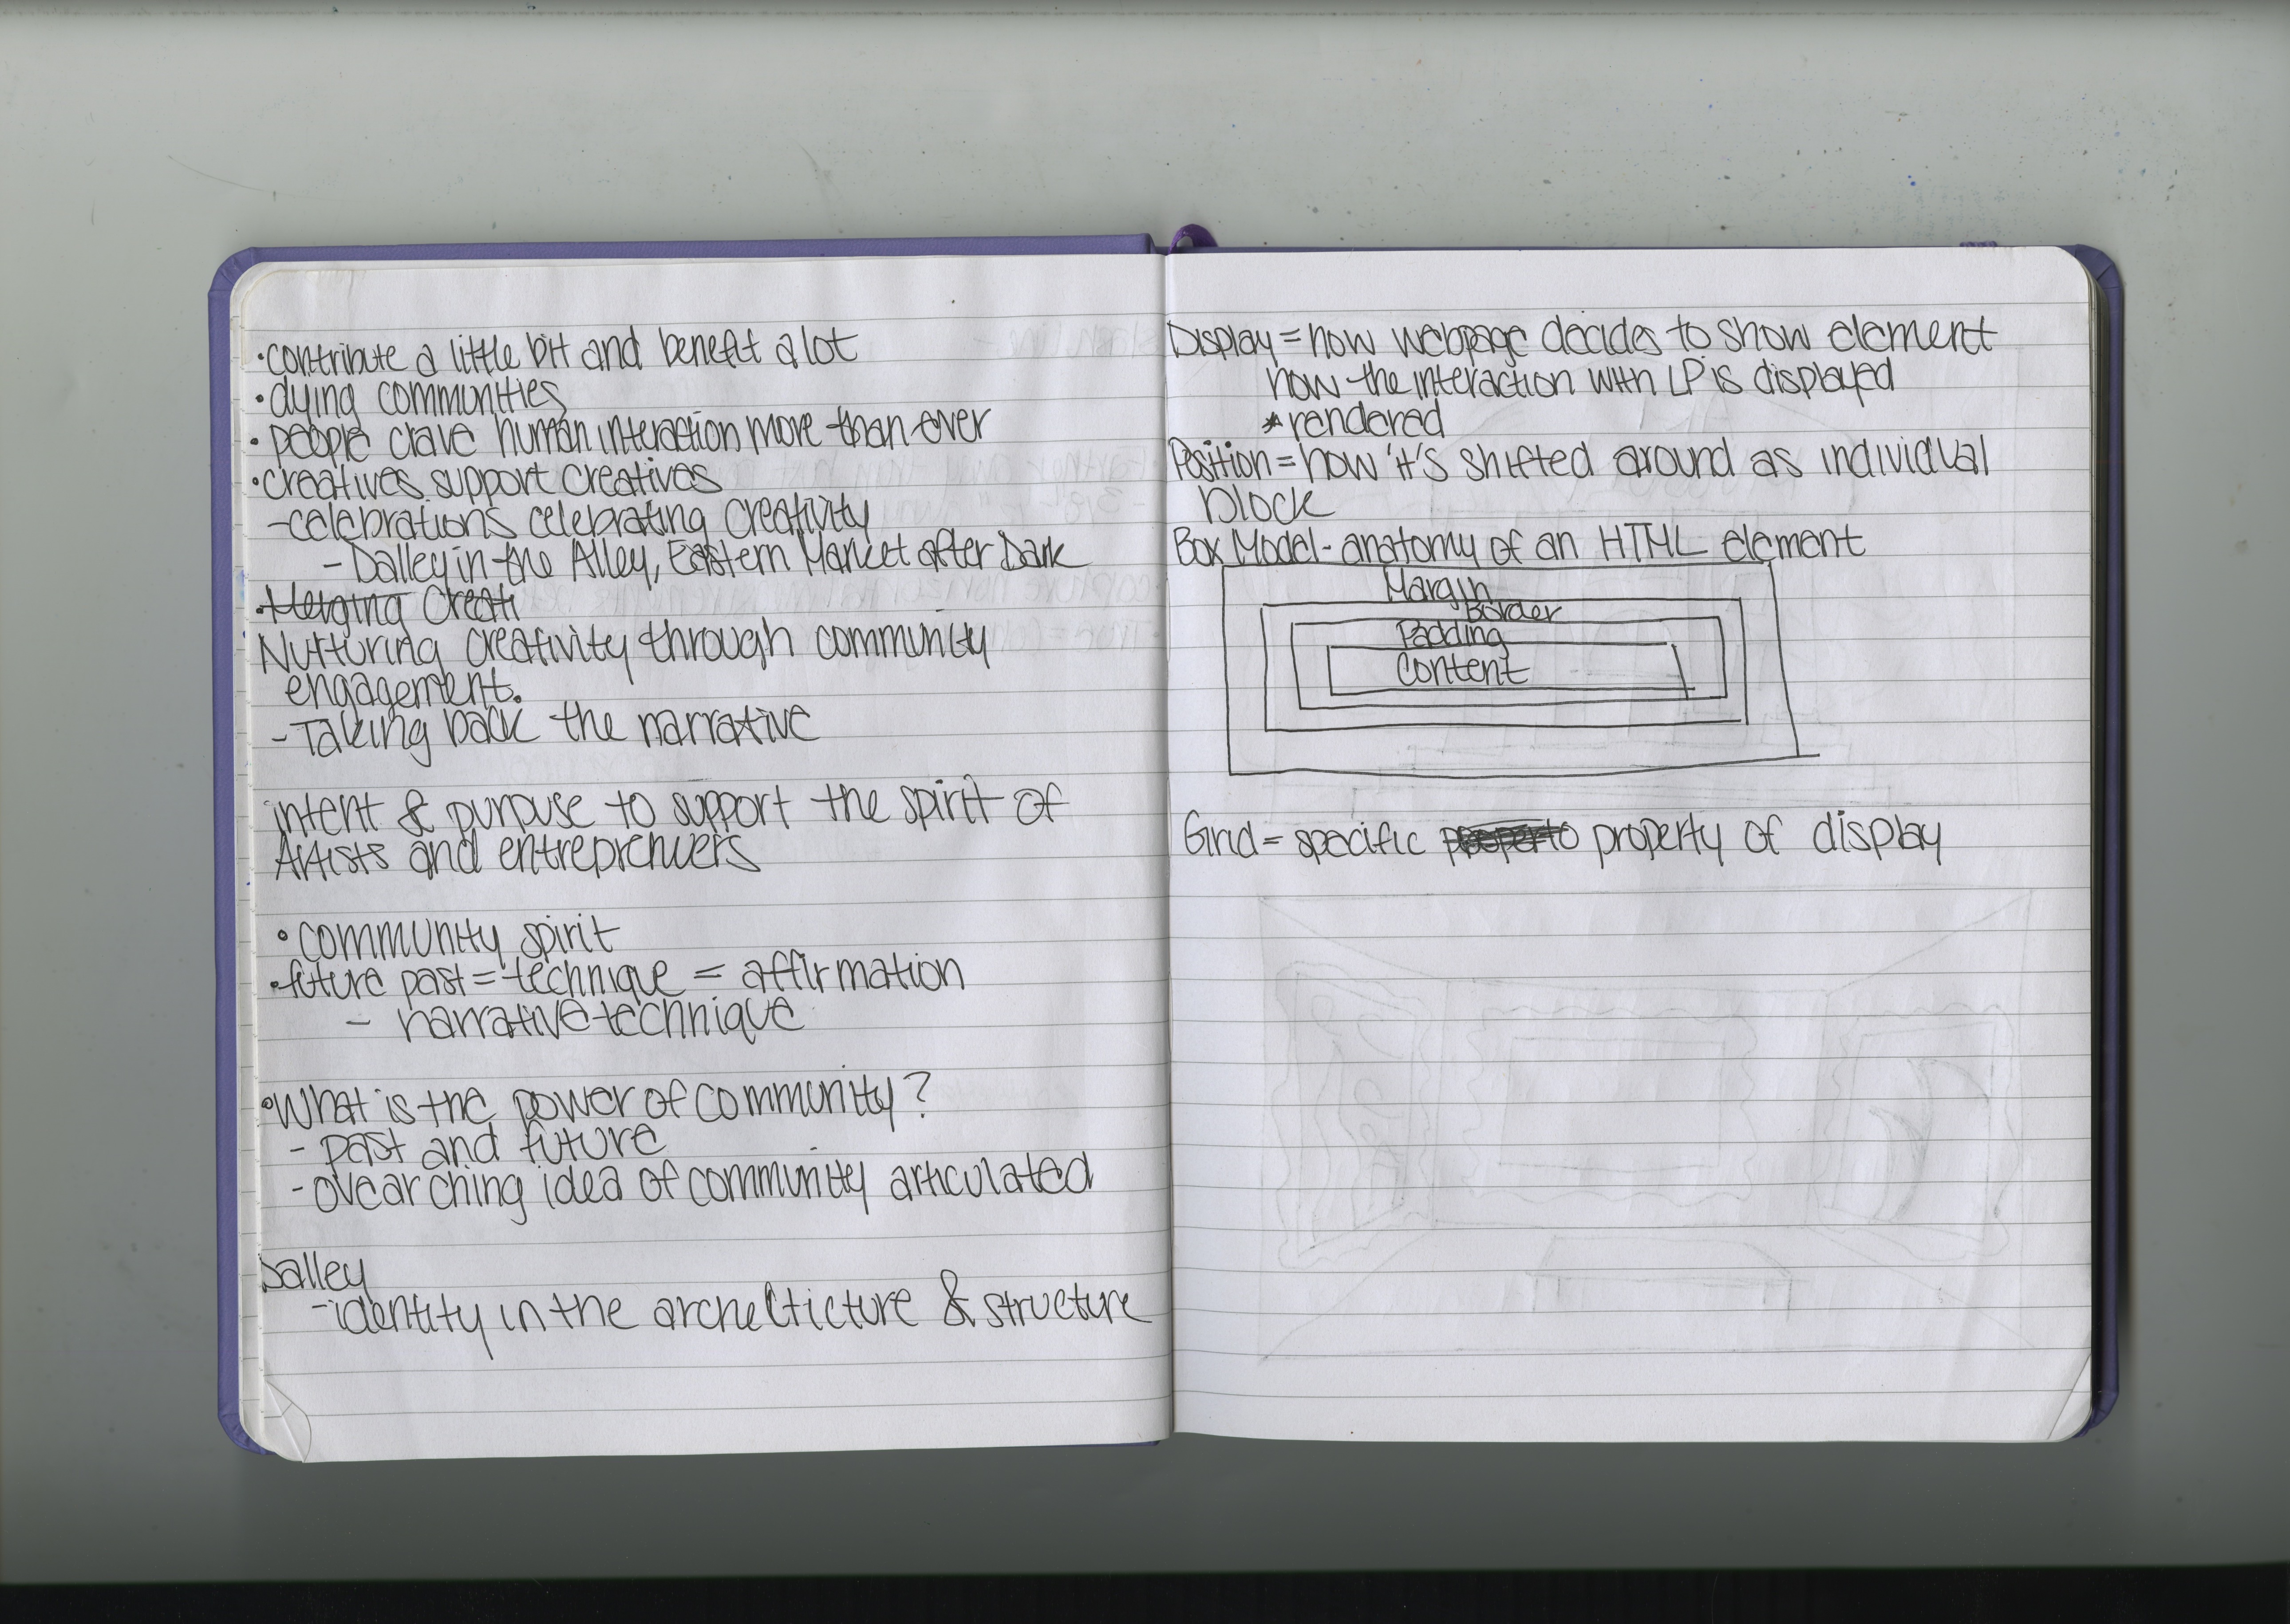 •contribute a little bit and benefit a lot
•dying communities
•people crave human interaction more than ever
•creatives support creatives
-celebrations celebrating creativity
-Dalley in the Alley, Eastern Market after Dark
•Merging Creati
Nurturing creativity through community
engagement.
-Taking back the narrative
intent & purpuse to support the spirit of
Artists and entreprenuers
•community spirit
•future past = technique = affirmation
- narrative technique
•What is the power of community?
- past and future
-overarching idea of community articulated
Dalley
-identity in the archecticture & structure
Display = how webpage decides to show element
how the interaction with LP is displayed
*rendered
Position = how it's shifted around as individual
block
Box Model - anatomy of an HTML element
Margin
Border
Padding
Content
Grid = specific property of display